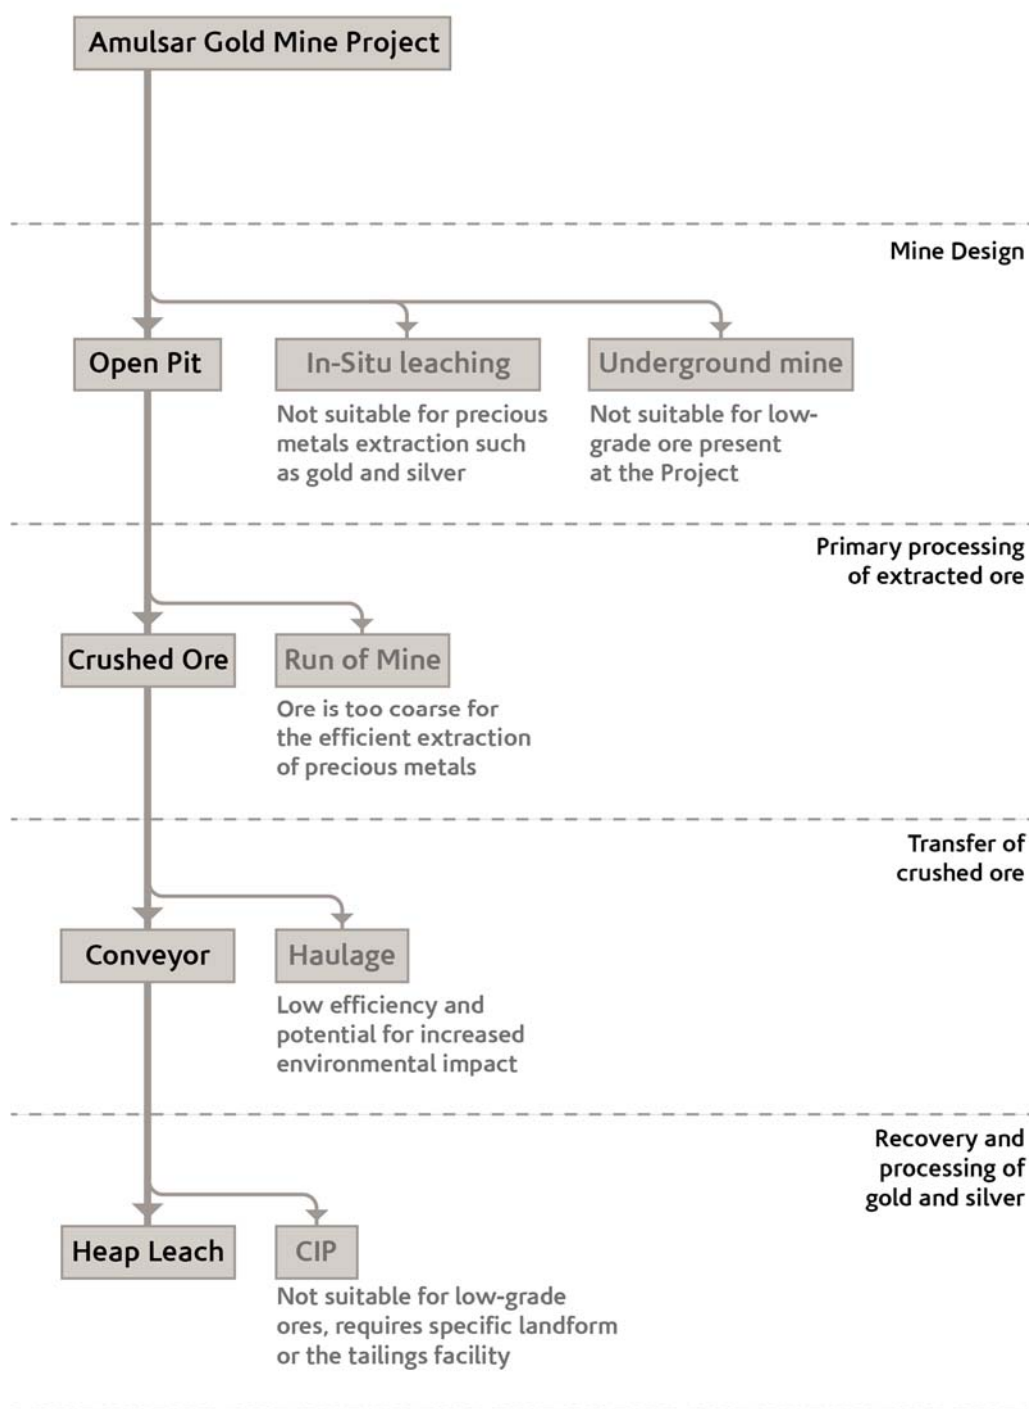 Amulsar Gold Mine Project
Mine Design
Open Pit
In-Situ leaching
Underground mine
Not suitable for precious
metals extraction such
as gold and silver
Not suitable for low-
grade ore present
at the Project
Primary processing
of extracted ore
Crushed Ore
Run of Mine
Ore is too coarse for
the efficient extraction
of precious metals
Transfer of
crushed ore
Conveyor
Haulage
Low efficiency and
potential for increased
environmental impact
Recovery and
processing of
gold and silver
Heap Leach
CIP
Not suitable for low-grade
ores, requires specific landform
or the tailings facility